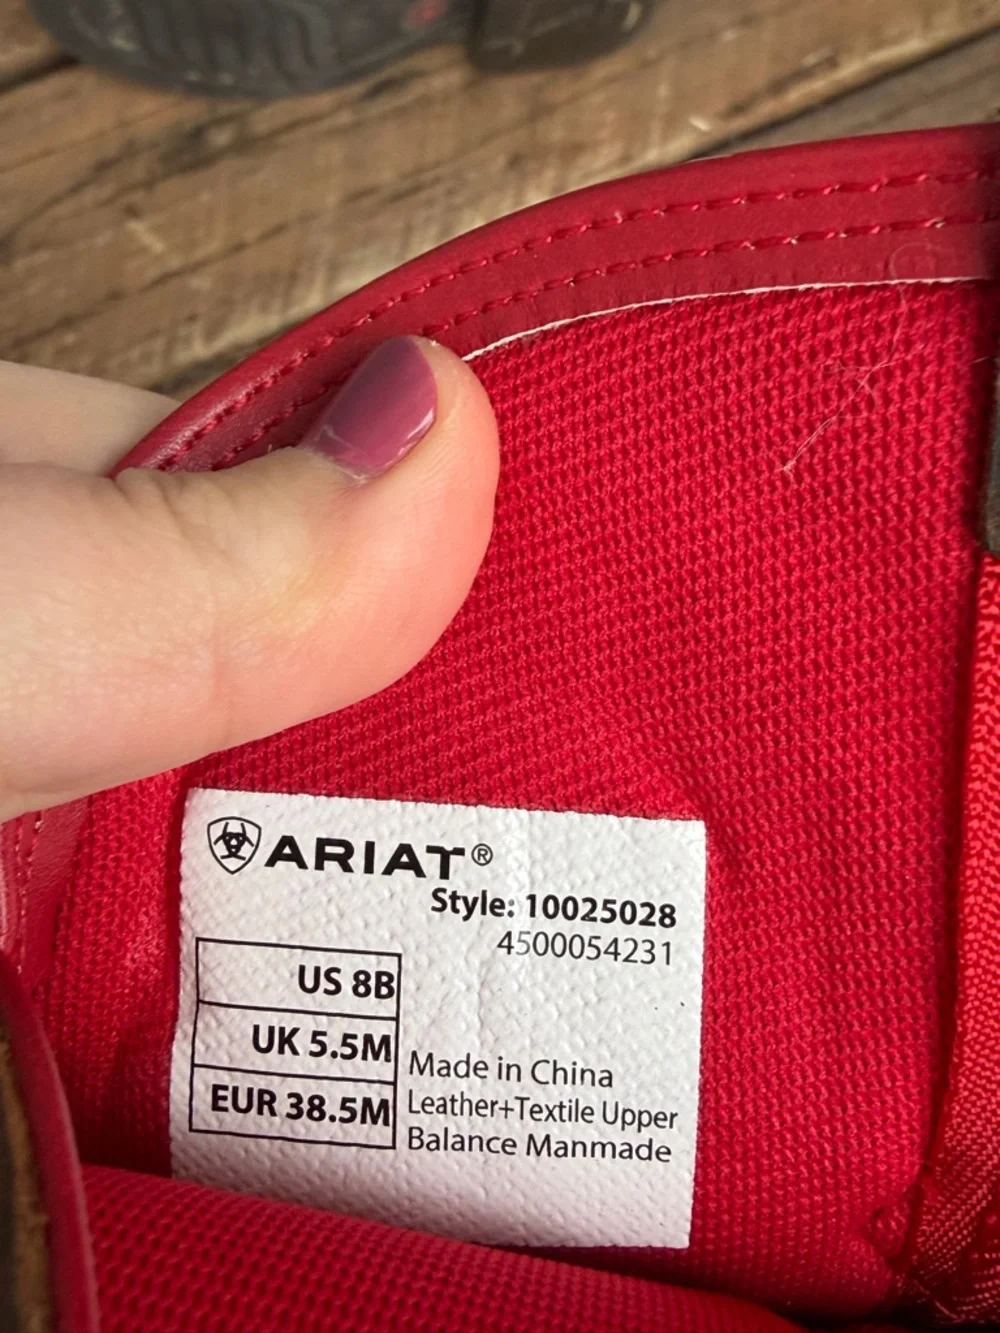 ARIAT®
Style: 10025028
4500054231
US 8B
UK 5.5M
EUR 38.5M
Made in China
Leather+Textile Upper
Balance Manmade